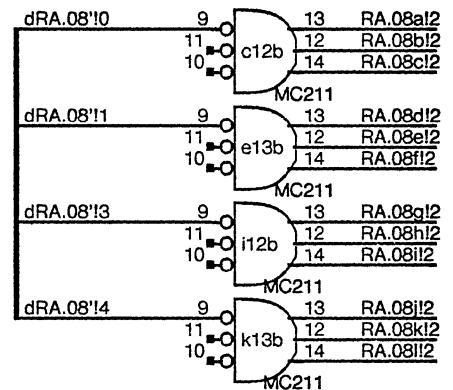 dRA.08'!0 9 13 RA.08a!2
11 c12b 12 RA.08b!2
10 14 RA.08c!2
MC211
dRA.08'!1 9 13 RA.08d!2
11 e13b 12 RA.08e!2
10 14 RA.08f!2
MC211
dRA.08'!3 9 13 RA.08g!2
11 i12b 12 RA.08h!2
10 14 RA.08i!2
MC211
dRA.08'!4 9 13 RA.08j!2
11 k13b 12 RA.08k!2
10 14 RA.08l!2
MC211